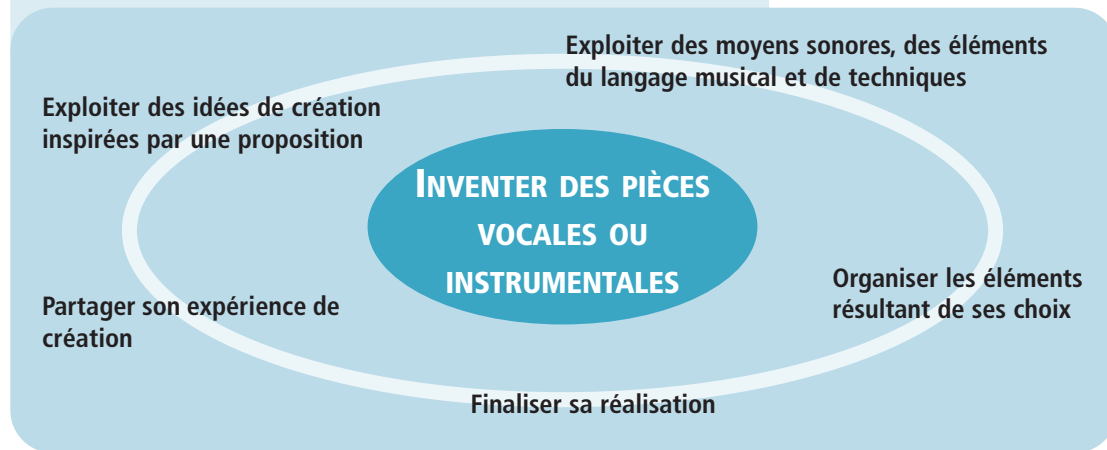 Exploiter des moyens sonores, des éléments
du langage musical et de techniques
Exploiter des idées de création
inspirées par une proposition
INVENTER DES PIÈCES
VOCALES OU
INSTRUMENTALES
Organiser les éléments
résultant de ses choix
Partager son expérience de
création
Finaliser sa réalisation